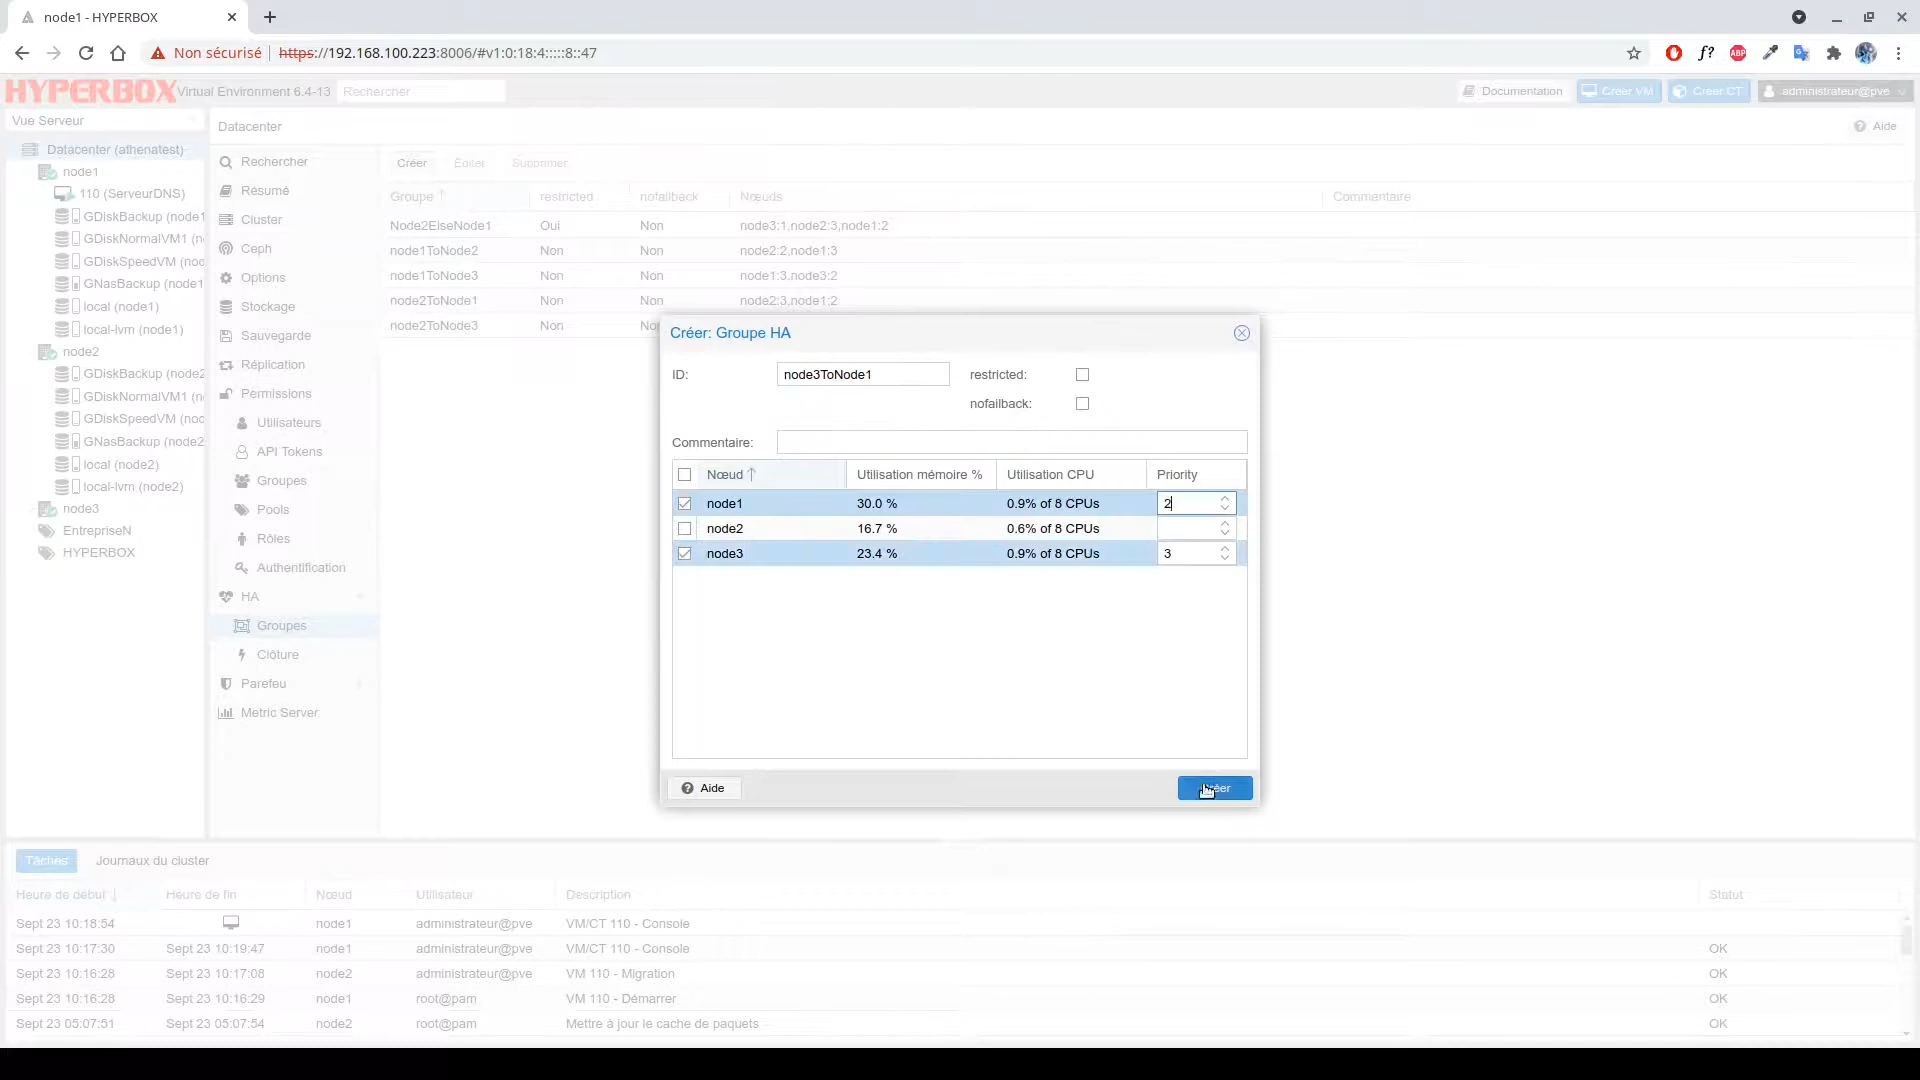 node1 - HYPERBOX
Non sécurisé https://192.168.100.223:8006/#v1:0:18:4:::::8::47
HYPERBOX Virtual Environment 6.4-13 Rechercher Documentation Créer VM Créer CT administrateur@pve
Vue Serveur
Datacenter (athenatest)
node1
110 (ServeurDNS)
GDiskBackup (node1
GDiskNormalVM1 (n
GDiskSpeedVM (noc
GNasBackup (node1
local (node1)
local-lvm (node1)
node2
GDiskBackup (node2
GDiskNormalVM1 (n
GDiskSpeedVM (noc
GNasBackup (node2
local (node2)
local-lvm (node2)
node3
EntrepriseN
HYPERBOX
Datacenter Aide
Rechercher
Résumé
Cluster
Ceph
Options
Stockage
Sauvegarde
Réplication
Permissions
Utilisateurs
API Tokens
Groupes
Pools
Rôles
Authentification
HA
Groupes
Clôture
Parefeu
Metric Server
Créer Éditer Supprimer
Groupe restricted nofailback Nœuds Commentaire
Node2ElseNode1 Oui Non node3:1,node2:3,node1:2
node1ToNode2 Non Non node2:2,node1:3
node1ToNode3 Non Non node1:3,node3:2
node2ToNode1 Non Non node2:3,node1:2
node2ToNode3 Non No
Créer: Groupe HA
ID: node3ToNode1 restricted:
nofailback:
Commentaire:
Nœud Utilisation mémoire % Utilisation CPU Priority
node1 30.0 % 0.9% of 8 CPUs 2
node2 16.7 % 0.6% of 8 CPUs
node3 23.4 % 0.9% of 8 CPUs 3
Aide
Tâches Journaux du cluster
Heure de début Heure de fin Nœud Utilisateur Description Statut
Sept 23 10:18:54 node1 administrateur@pve VM/CT 110 - Console
Sept 23 10:17:30 Sept 23 10:19:47 node1 administrateur@pve VM/CT 110 - Console OK
Sept 23 10:16:28 Sept 23 10:17:08 node2 administrateur@pve VM 110 - Migration OK
Sept 23 10:16:28 Sept 23 10:16:29 node1 root@pam VM 110 - Démarrer OK
Sept 23 05:07:51 Sept 23 05:07:54 node2 root@pam Mettre à jour le cache de paquets OK